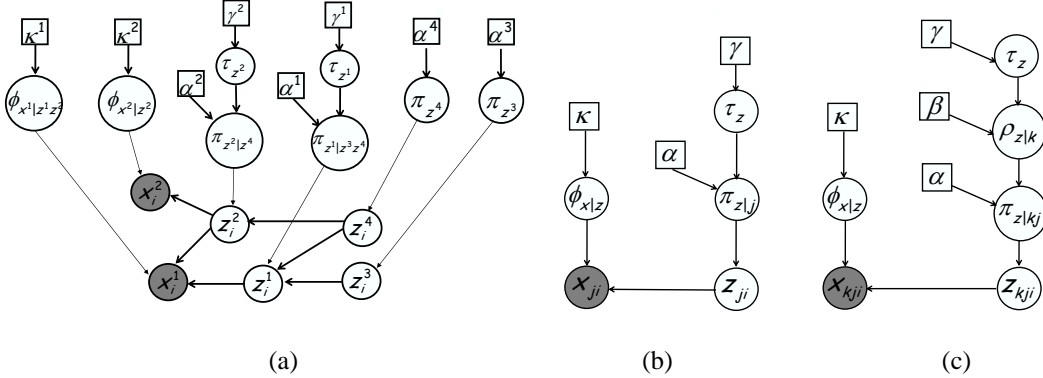 κ¹ κ² γ² γ¹ α⁴ α³
τ_{z²} τ_{z¹}
α² α¹
ϕ_{x¹|z¹z²} ϕ_{x²|z²} π_{z⁴} π_{z³}
π_{z²|z⁴} π_{z¹|z³z⁴}
x_i²
z_i² z_i⁴
x_i¹ z_i¹ z_i³
(a)
γ
τ_z
κ
α
ϕ_{x|z} π_{z|j}
x_{ji} z_{ji}
(b)
γ τ_z
κ β ρ_{z|k}
α
ϕ_{x|z} π_{z|kj}
x_{kji} z_{kji}
(c)